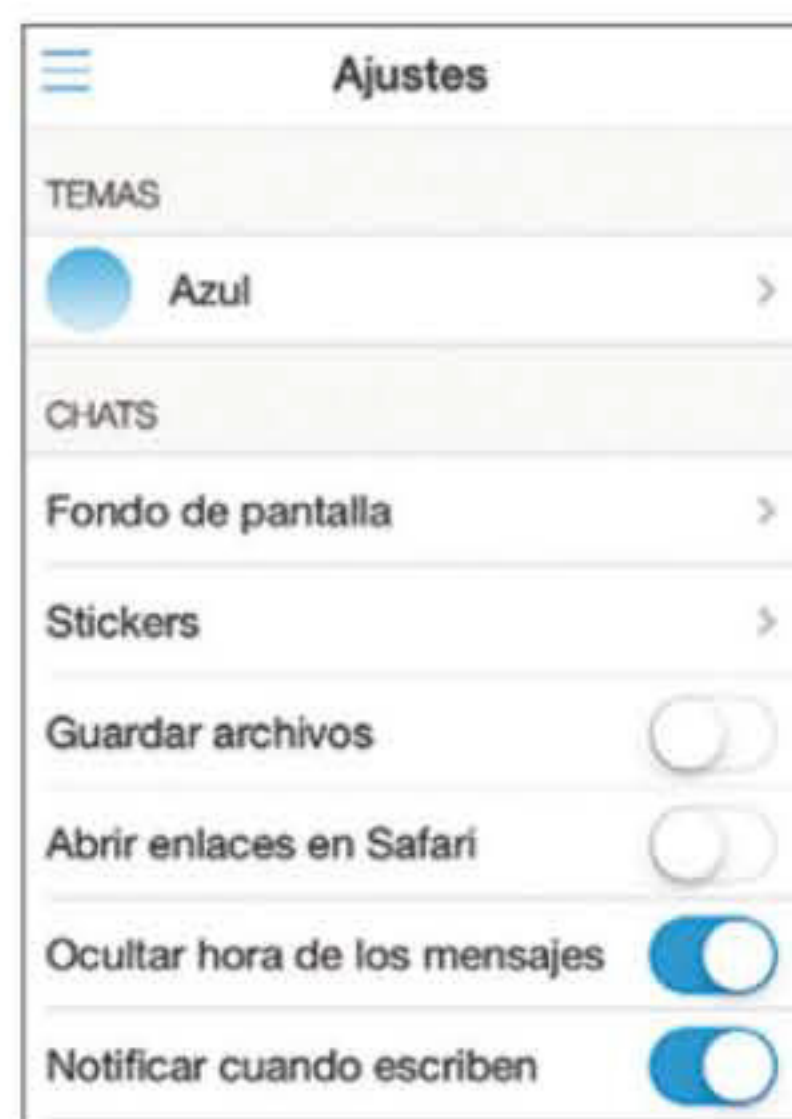 Ajustes
TEMAS
Azul
CHATS
Fondo de pantalla
Stickers
Guardar archivos
Abrir enlaces en Safari
Ocultar hora de los mensajes
Notificar cuando escriben